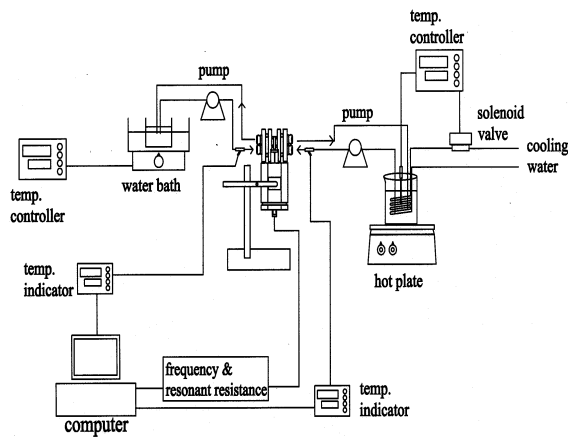 temp.
controller
pump
pump
solenoid
valve
cooling
water
water bath
temp.
controller
hot plate
temp.
indicator
frequency &
resonant resistance
temp.
indicator
computer